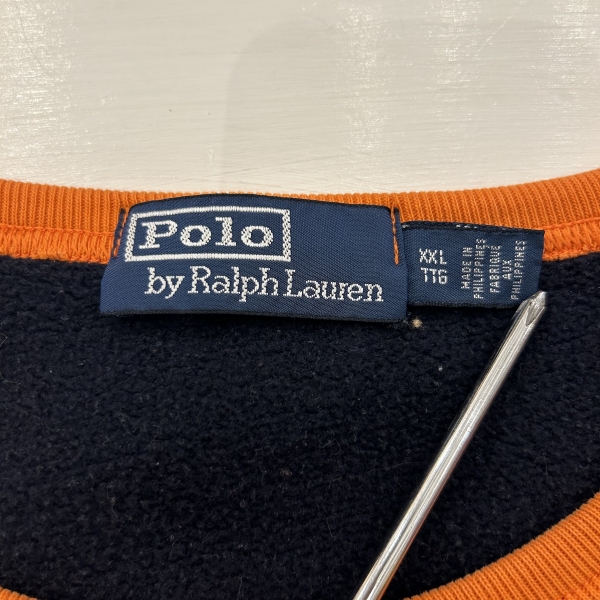 Polo
by Ralph Lauren
XXL
TTG
MADE IN
PHILIPPINES
FABRIQUE
AUX
PHILIPPINES